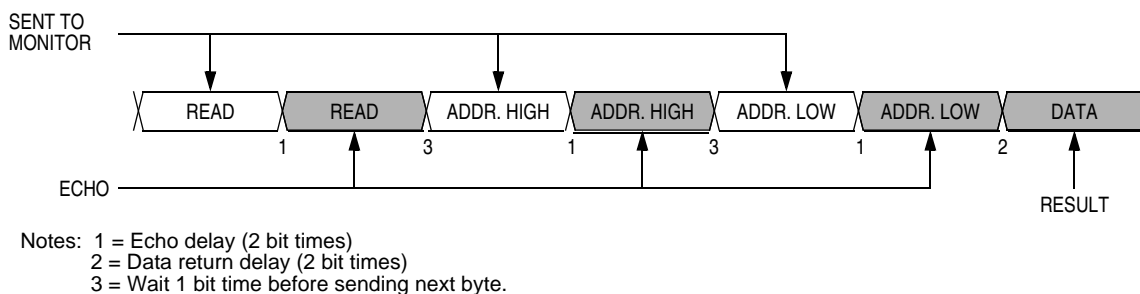 SENT TO
MONITOR
READ READ ADDR. HIGH ADDR. HIGH ADDR. LOW ADDR. LOW DATA
1 3 1 3 1 2
ECHO
RESULT
Notes: 1 = Echo delay (2 bit times)
2 = Data return delay (2 bit times)
3 = Wait 1 bit time before sending next byte.